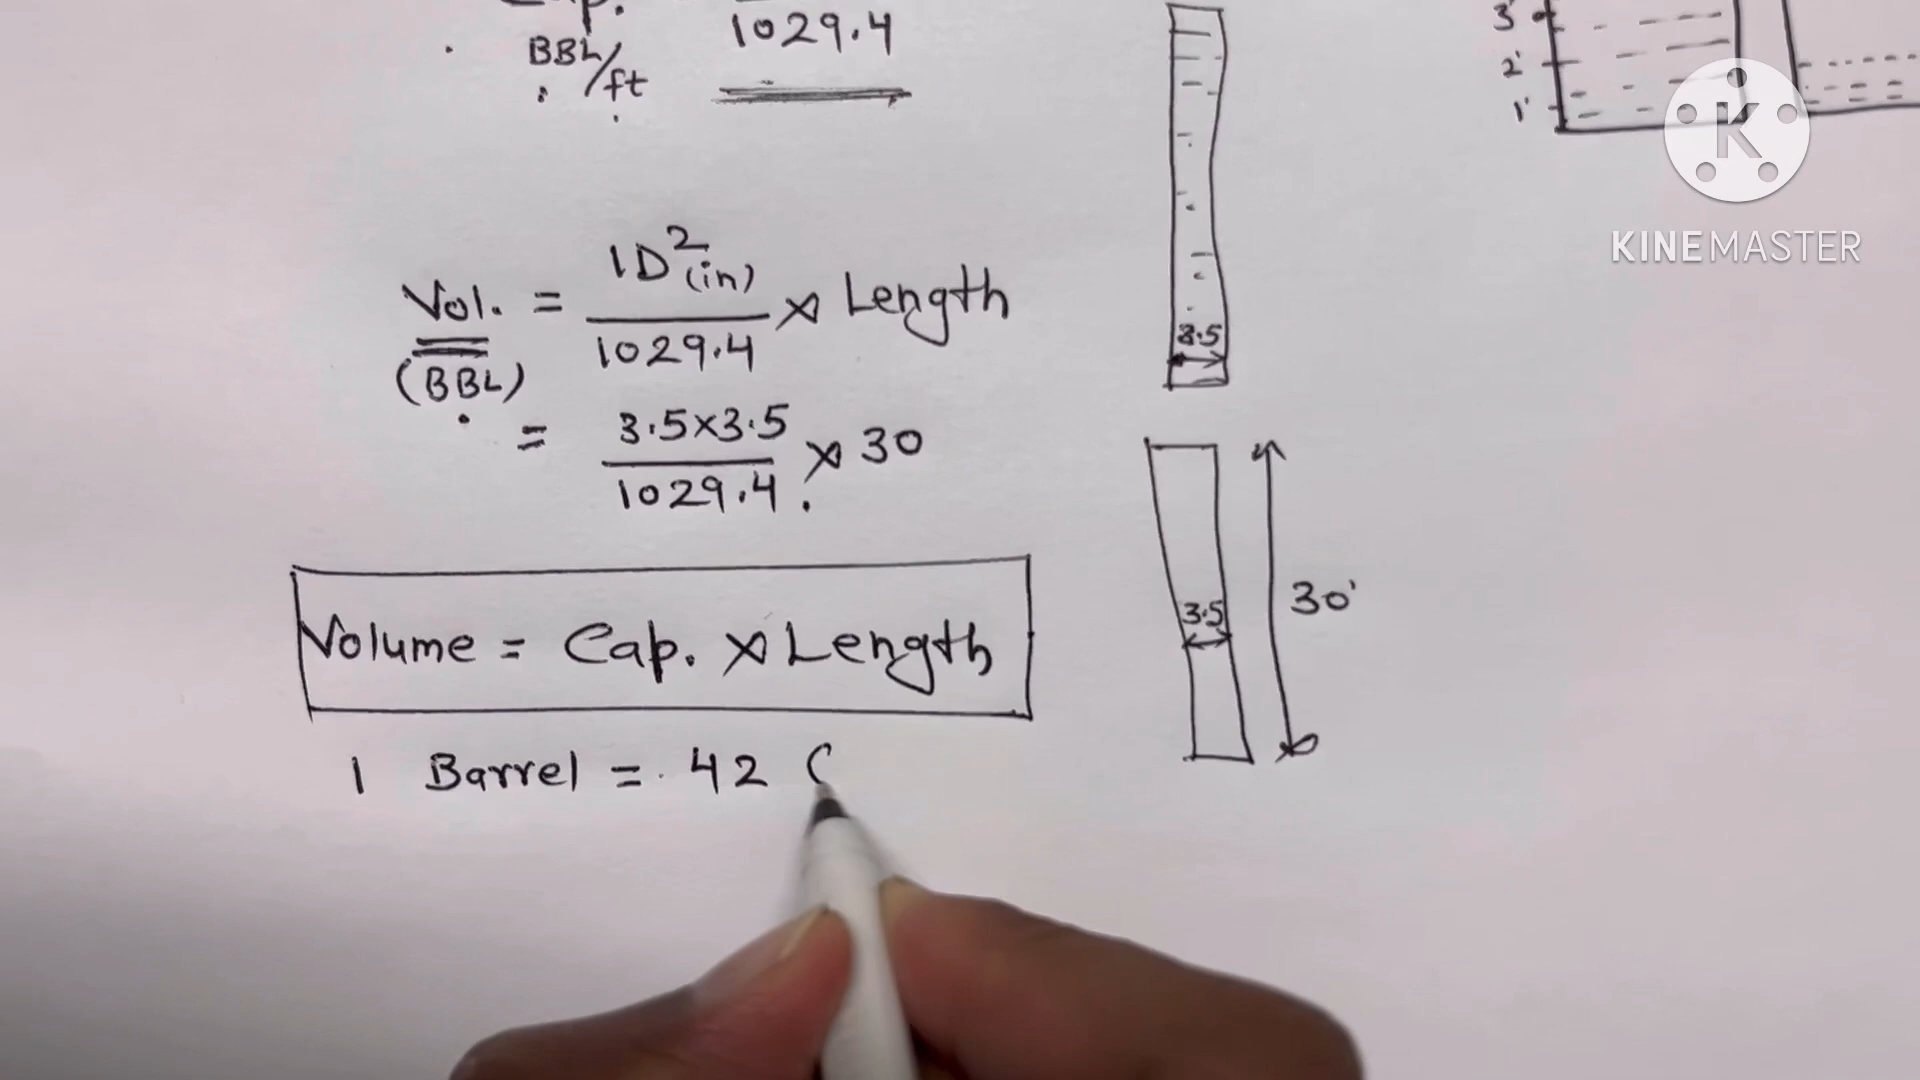 Cap.
BBL/ft
1029.4
Vol. = ID²(in) / 1029.4 × Length
(BBL)
= 3.5×3.5 / 1029.4 × 30
Volume = Cap. × Length
1 Barrel = 42
3.5
3.5
30'
3'
2'
1'
K
KINEMASTER